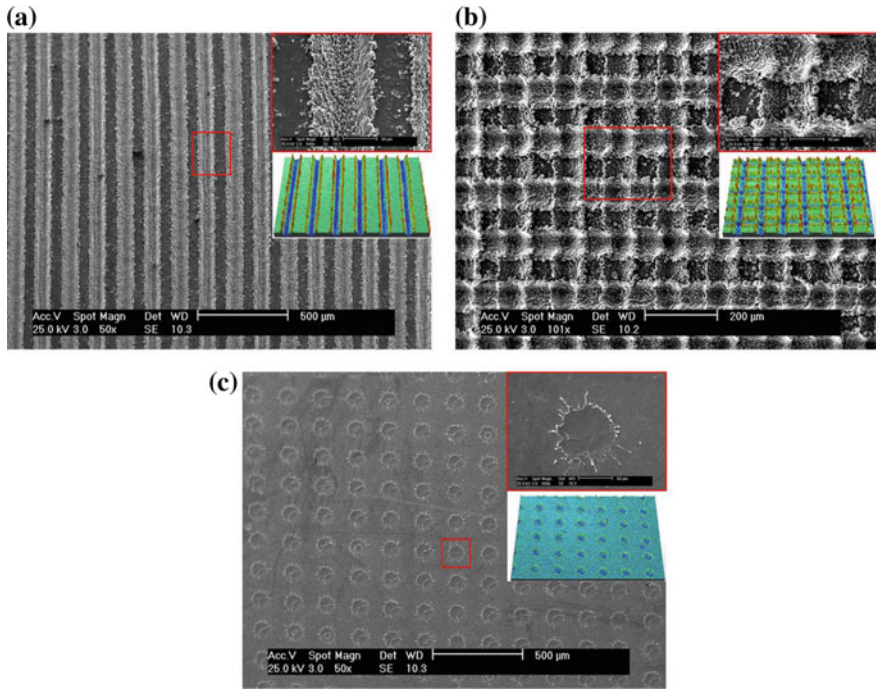 (a)
Acc.V Spot Magn Det WD 500 µm
25.0 kV 3.0 50x SE 10.3
(b)
Acc.V Spot Magn Det WD 200 µm
25.0 kV 3.0 101x SE 10.2
(c)
Acc.V Spot Magn Det WD 500 µm
25.0 kV 3.0 50x SE 10.3